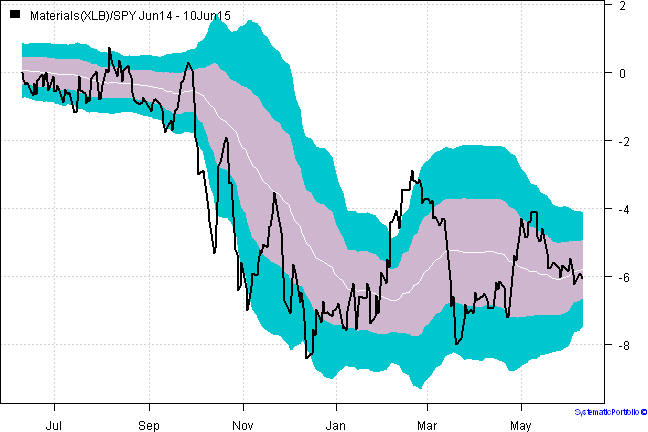 Materials(XLB)/SPY Jun14 - 10Jun15
2
0
-2
-4
-6
-8
Jul Sep Nov Jan Mar May
SystematicPortfolio ©